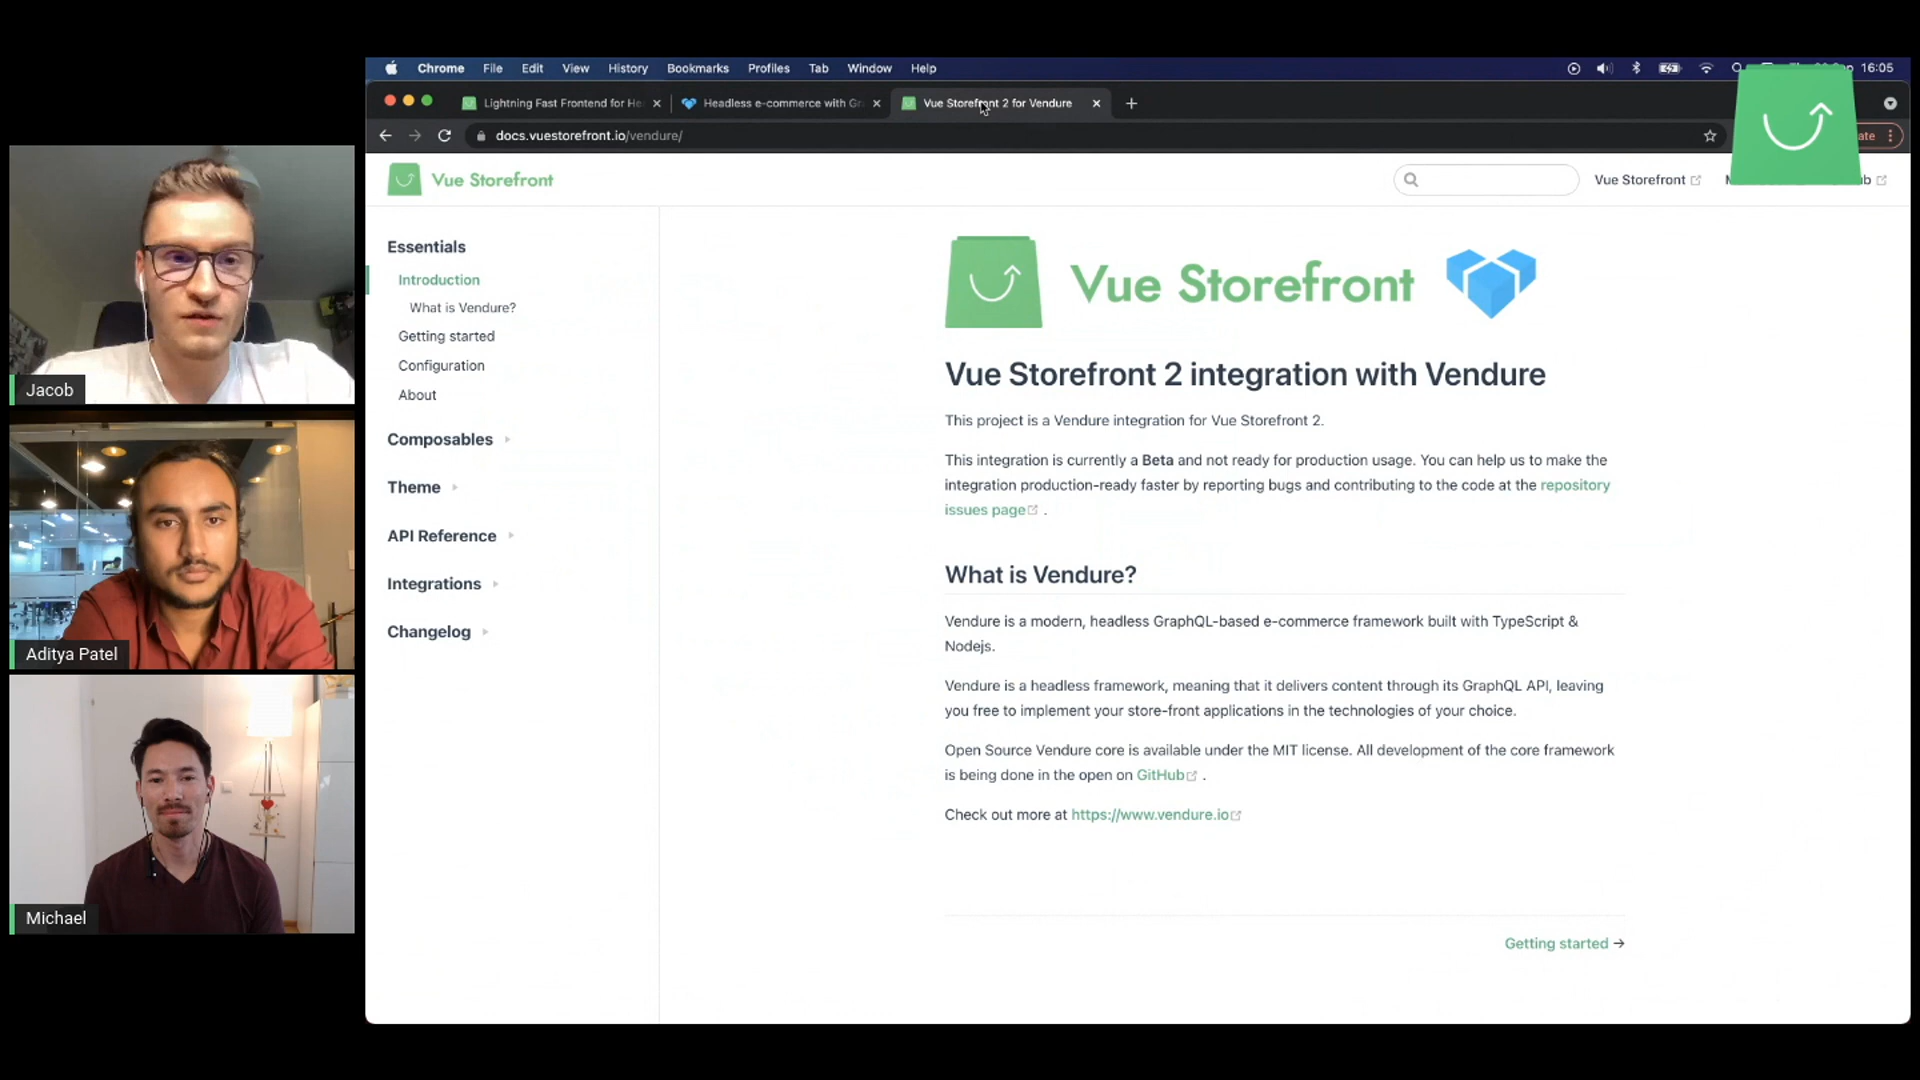 Chrome File Edit View History Bookmarks Profiles Tab Window Help
16:05
Lightning Fast Frontend for He
Headless e-commerce with Gr
Vue Storefront 2 for Vendure
docs.vuestorefront.io/vendure/
ate
Vue Storefront
Vue Storefront
Essentials
Introduction
What is Vendure?
Getting started
Configuration
About
Composables
Theme
API Reference
Integrations
Changelog
Vue Storefront
Vue Storefront 2 integration with Vendure
This project is a Vendure integration for Vue Storefront 2.
This integration is currently a Beta and not ready for production usage. You can help us to make the
integration production-ready faster by reporting bugs and contributing to the code at the repository
issues page .
What is Vendure?
Vendure is a modern, headless GraphQL-based e-commerce framework built with TypeScript &
Nodejs.
Vendure is a headless framework, meaning that it delivers content through its GraphQL API, leaving
you free to implement your store-front applications in the technologies of your choice.
Open Source Vendure core is available under the MIT license. All development of the core framework
is being done in the open on GitHub .
Check out more at https://www.vendure.io
Getting started →
Jacob
Aditya Patel
Michael